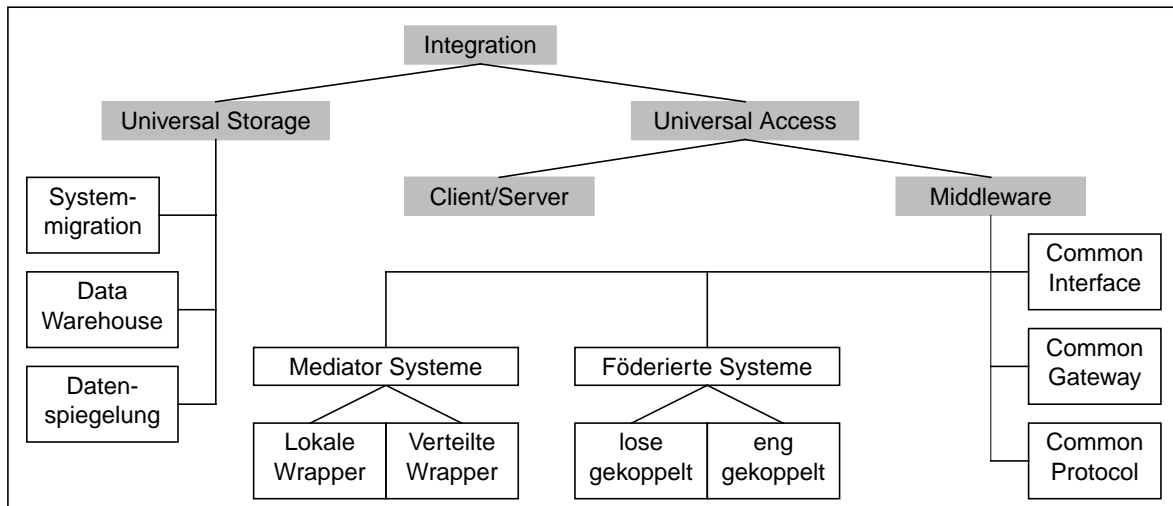 Integration
Universal Storage
Universal Access
System-
migration
Client/Server
Middleware
Common
Interface
Data
Warehouse
Mediator Systeme
Föderierte Systeme
Common
Gateway
Daten-
spiegelung
Lokale
Wrapper
Verteilte
Wrapper
lose
gekoppelt
eng
gekoppelt
Common
Protocol